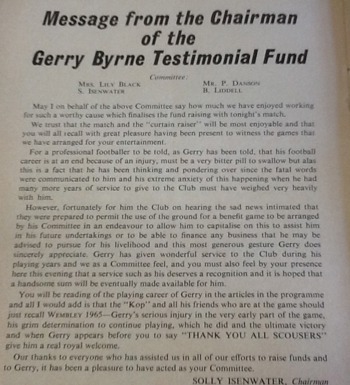 Message from the Chairman
of the
Gerry Byrne Testimonial Fund
Committee:
Mrs. Lily Black Mr. P. Dawson
S. Isenwater B. Liddell
May I on behalf of the above Committee say how much we have enjoyed working
for such a worthy cause which finalises the fund raising with tonight's match.
We trust that the match and the "curtain raiser" will be most enjoyable and that
you will all recall with great pleasure having been present to witness the games that
we have arranged for your entertainment.
For a professional footballer to be told, as Gerry has been told, that his football
career is at an end because of an injury, must be a very bitter pill to swallow but alas
this is a fact that he has been thinking and pondering over since the fatal words
were communicated to him and his extreme anxiety of this happening when he had
many more years of service to give to the Club must have weighed very heavily
with him.
However, fortunately for him the Club on hearing the sad news intimated that
they were prepared to permit the use of the ground for a benefit game to be arranged
by his Committee in an endeavour to allow him to capitalise on this to assist him
in his future undertakings or to be able to finance any business that he may be
advised to pursue for his livelihood and this most generous gesture Gerry does
sincerely appreciate. Gerry has given wonderful service to the Club during his
playing years and we as a Committee feel, and you must also feel by your presence
here this evening that a service such as his deserves a recognition and it is hoped that
a handsome sum will be eventually made available for him.
You will be reading of the playing career of Gerry in the articles in the programme
and all I would add is that the "Kop" and all his friends who are at the game should
just recall WEMBLEY 1965—Gerry's serious injury in the very early part of the game,
his grim determination to continue playing, which he did and the ultimate victory
and when Gerry appears before you to say "THANK YOU ALL SCOUSERS"
give him a real royal welcome.
Our thanks to everyone who has assisted us in all of our efforts to raise funds and
to Gerry, it has been a pleasure to have acted as your Committee.
SOLLY ISENWATER, Chairman